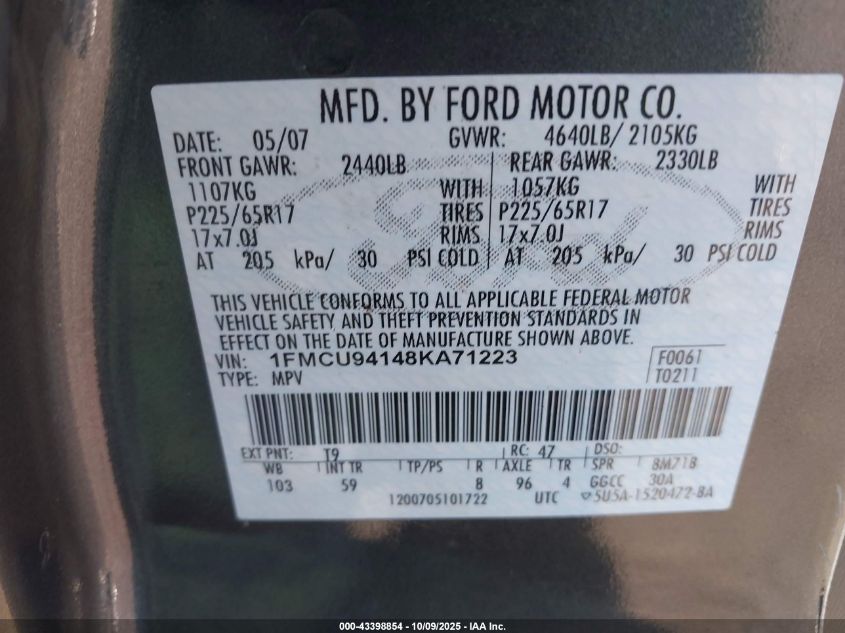 MFD. BY FORD MOTOR CO.
DATE: 05/07 GVWR: 4640LB/ 2105KG
FRONT GAWR: 2440LB REAR GAWR: 2330LB
1107KG WITH 1057KG WITH
P225/65R17 TIRES P225/65R17 TIRES
17x7.0J RIMS 17x7.0J RIMS
AT 205 kPa/ 30 PSI COLD AT 205 kPa/ 30 PSI COLD
Ford
THIS VEHICLE CONFORMS TO ALL APPLICABLE FEDERAL MOTOR
VEHICLE SAFETY AND THEFT PREVENTION STANDARDS IN
EFFECT ON THE DATE OF MANUFACTURE SHOWN ABOVE.
VIN: 1FMCU94148KA71223 F0061
TYPE: MPV T0211
EXT PNT: T9 RC: 47 DSO:
WB INT TR TP/PS R AXLE TR SPR 8M71B
103 59 8 96 4 GGCC 30A
1200705101722 UTC 5U5A-1520472-BA
000-43398854 - 10/09/2025 - IAA Inc.